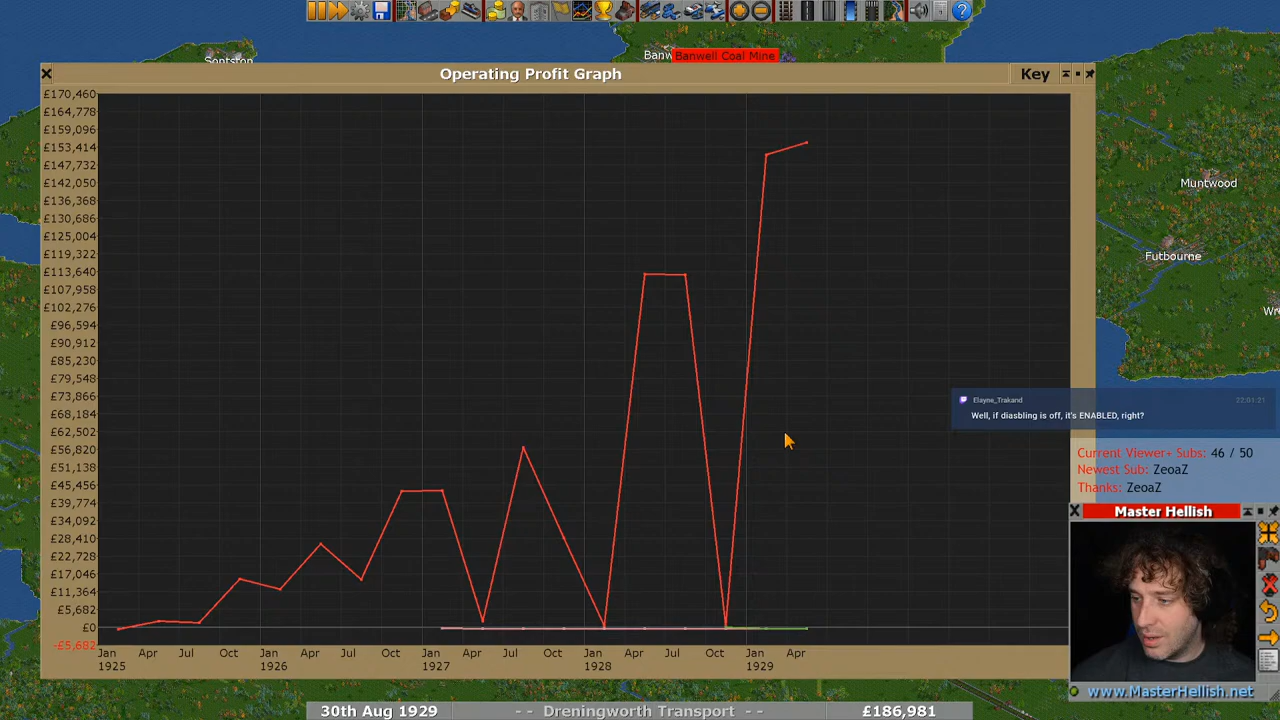 Sontston
Banw
Banwell Coal Mine
Operating Profit Graph
Key
£170,460
£164,778
£159,096
£153,414
£147,732
£142,050
£136,368
£130,686
£125,004
£119,322
£113,640
£107,958
£102,276
£96,594
£90,912
£85,230
£79,548
£73,866
£68,184
£62,502
£56,820
£51,138
£45,456
£39,774
£34,092
£28,410
£22,728
£17,046
£11,364
£5,682
£0
-£5,682
Jan Apr Jul Oct Jan Apr Jul Oct Jan Apr Jul Oct Jan Apr Jul Oct Jan Apr
1925 1926 1927 1928 1929
Muntwood
Futbourne
Wr
Elayne_Trakand 22:01:21
Well, if diasbling is off, it's ENABLED, right?
Current Viewer+ Subs: 46 / 50
Newest Sub: ZeoaZ
Thanks: ZeoaZ
Master Hellish
www.MasterHellish.net
30th Aug 1929 - - Dreningworth Transport - - £186,981